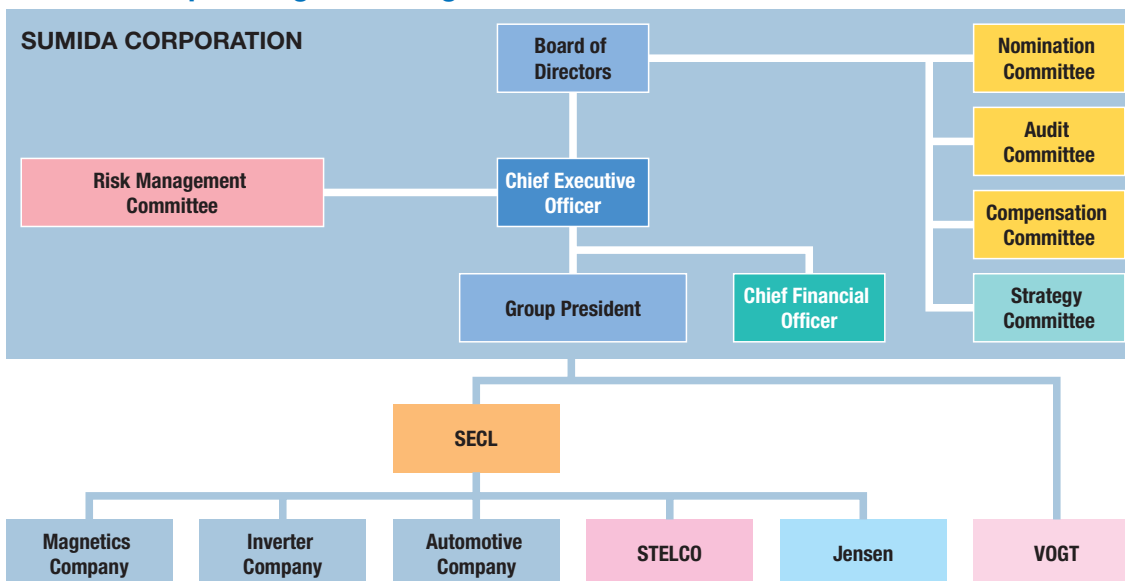 SUMIDA CORPORATION
Board of
Directors
Nomination
Committee
Audit
Committee
Risk Management
Committee
Chief Executive
Officer
Compensation
Committee
Group President
Chief Financial
Officer
Strategy
Committee
SECL
Magnetics
Company
Inverter
Company
Automotive
Company
STELCO
Jensen
VOGT